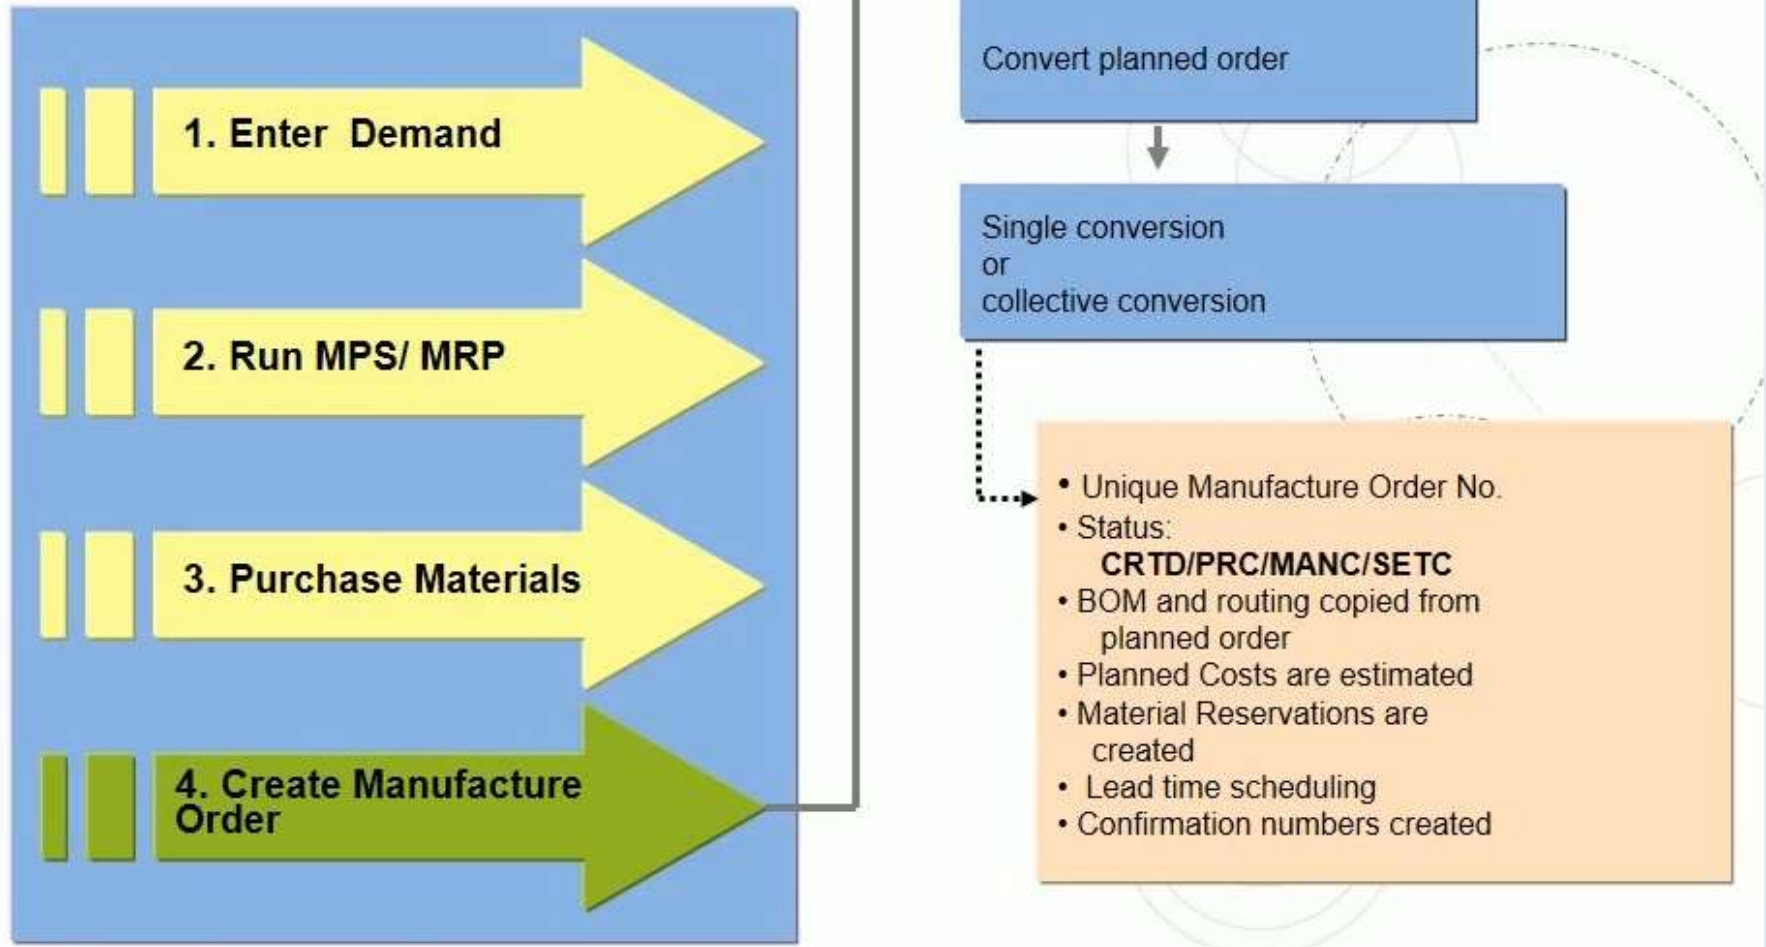 1. Enter  Demand
2. Run MPS/ MRP
3. Purchase Materials
4. Create Manufacture
Order
Convert planned order
Single conversion
or
collective conversion
• Unique Manufacture Order No.
• Status:
CRTD/PRC/MANC/SETC
• BOM and routing copied from
planned order
• Planned Costs are estimated
• Material Reservations are
created
• Lead time scheduling
• Confirmation numbers created